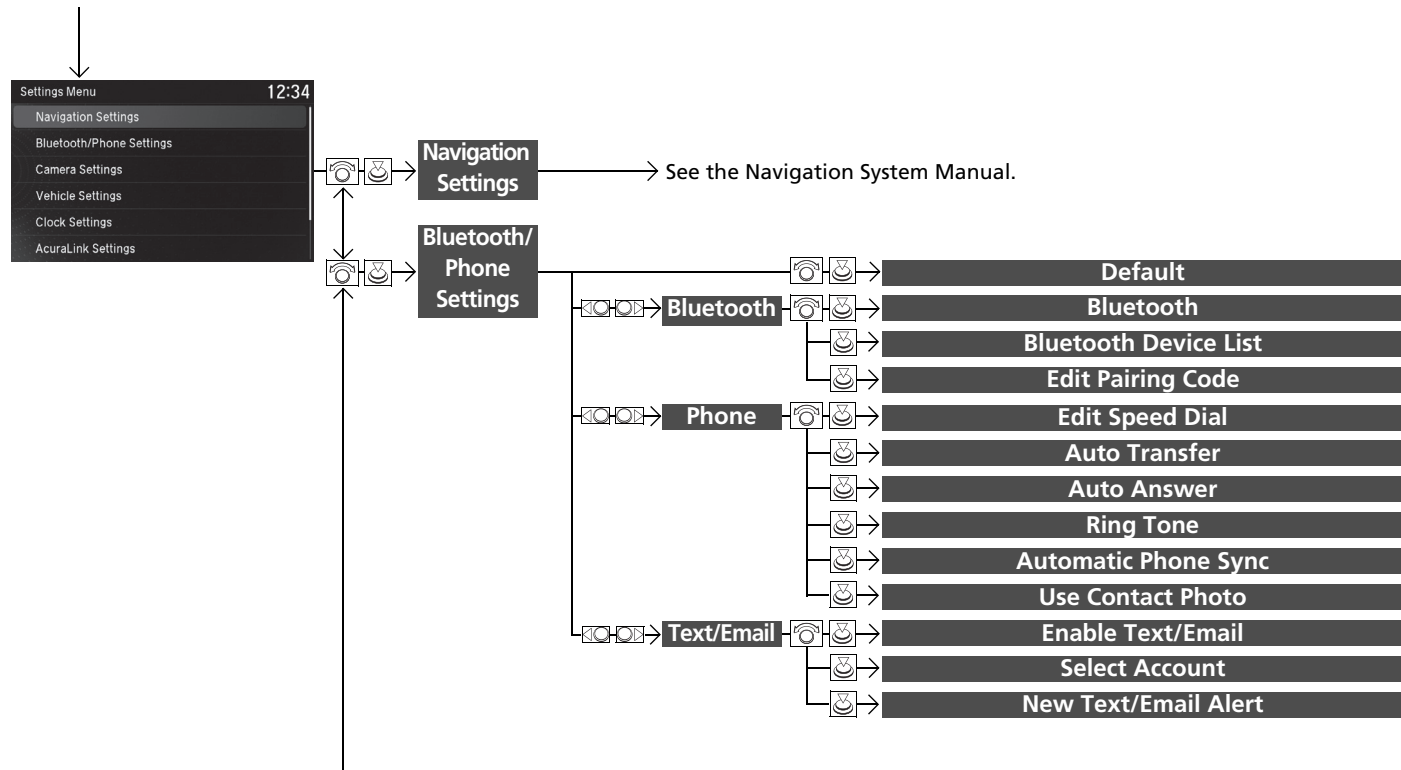 Settings Menu 12:34
Navigation Settings
Bluetooth/Phone Settings
Camera Settings
Vehicle Settings
Clock Settings
AcuraLink Settings
Navigation
Settings
See the Navigation System Manual.
Bluetooth/
Phone
Settings
Default
Bluetooth
Bluetooth
Bluetooth Device List
Edit Pairing Code
Phone
Edit Speed Dial
Auto Transfer
Auto Answer
Ring Tone
Automatic Phone Sync
Use Contact Photo
Text/Email
Enable Text/Email
Select Account
New Text/Email Alert